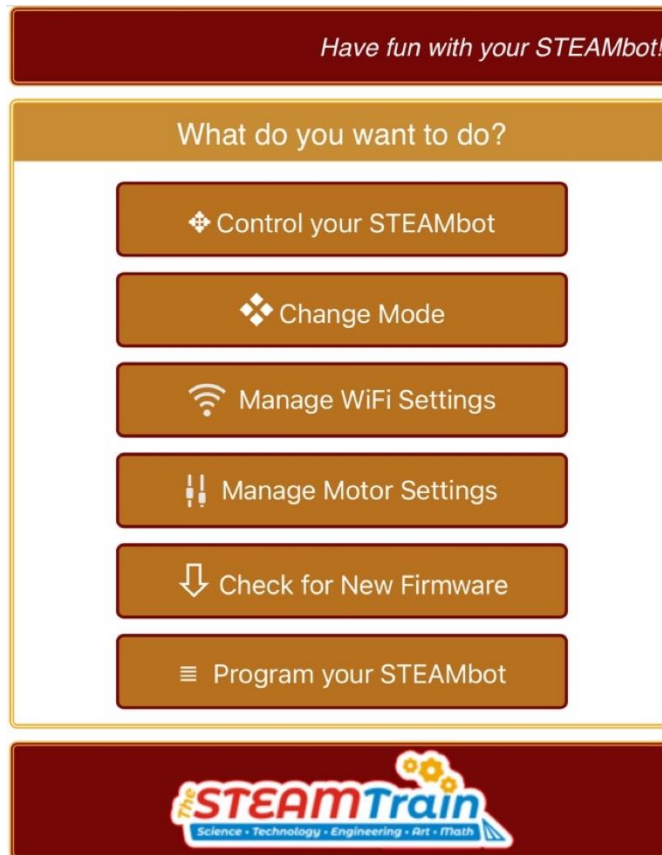 Have fun with your STEAMbot!
What do you want to do?
Control your STEAMbot
Change Mode
Manage WiFi Settings
Manage Motor Settings
Check for New Firmware
Program your STEAMbot
The STEAMTrain
Science • Technology • Engineering • Art • Math